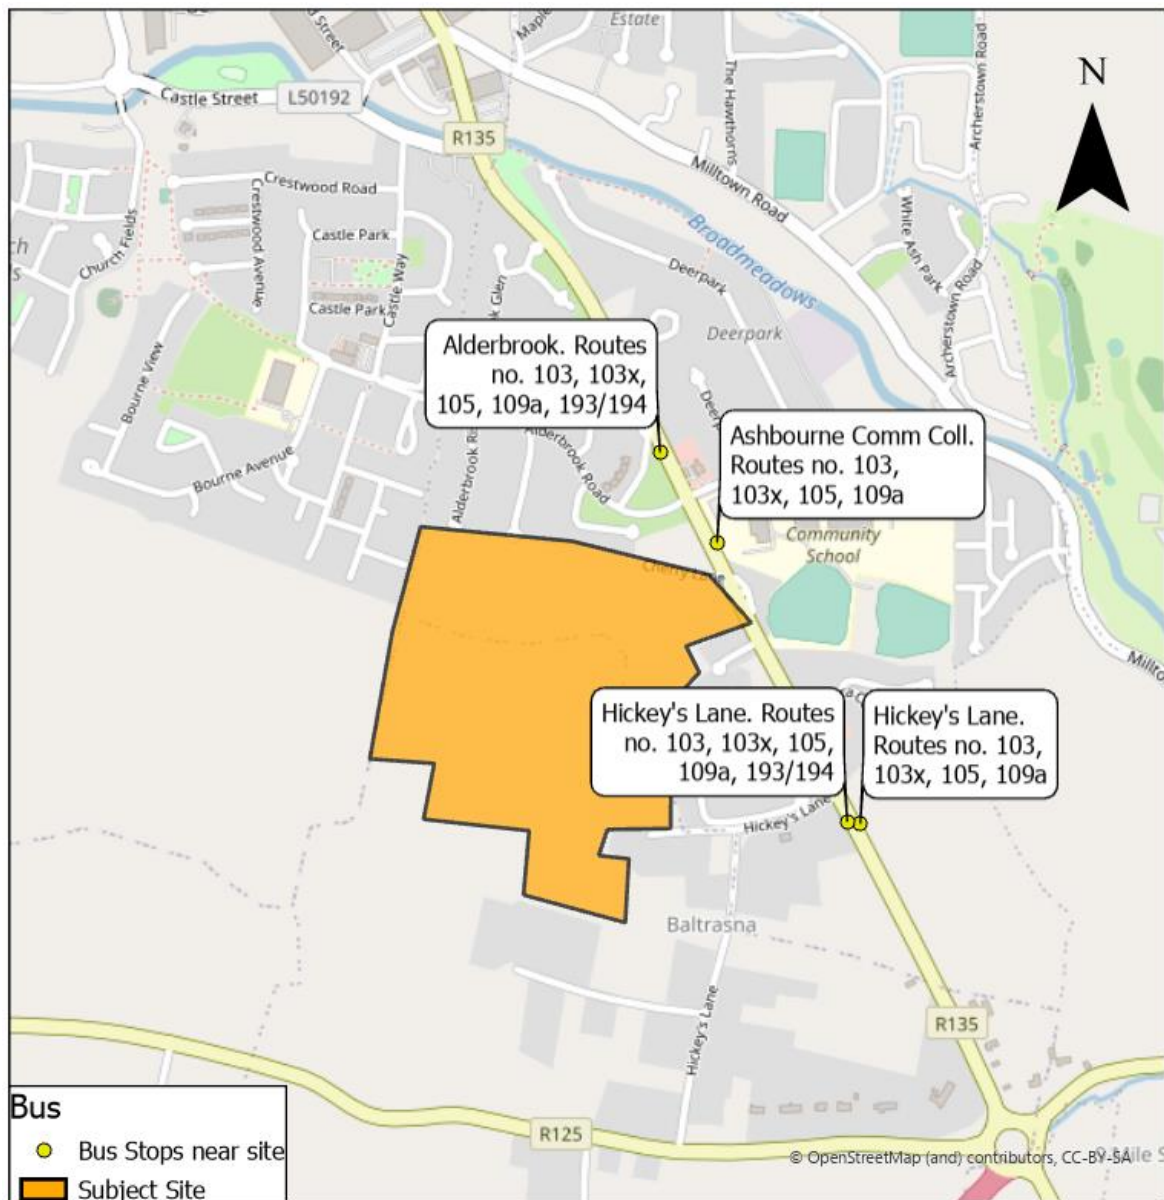 Estate
Castle Street
L50192
R135
The Hawthorns
Archerstown Road
N
Milltown Road
Crestwood Road
Crestwood Avenue
Castle Park
Castle Way
Church Fields
White Ash Park
Broadmeadows
Deerpark
Deerpark
Castle Park
Archerstown Road
Bourne View
Alderbrook. Routes
no. 103, 103x,
105, 109a, 193/194
Ashbourne Comm Coll.
Routes no. 103,
103x, 105, 109a
Alderbrook Road
Bourne Avenue
Community
School
Cherry Lane
Hickey's Lane. Routes
no. 103, 103x, 105,
109a, 193/194
Hickey's Lane.
Routes no. 103,
103x, 105, 109a
Hickey's Lane
Baltrasna
Hickey's Lane
R135
R125
Bus
Bus Stops near site
Subject Site
© OpenStreetMap (and) contributors, CC-BY-SA